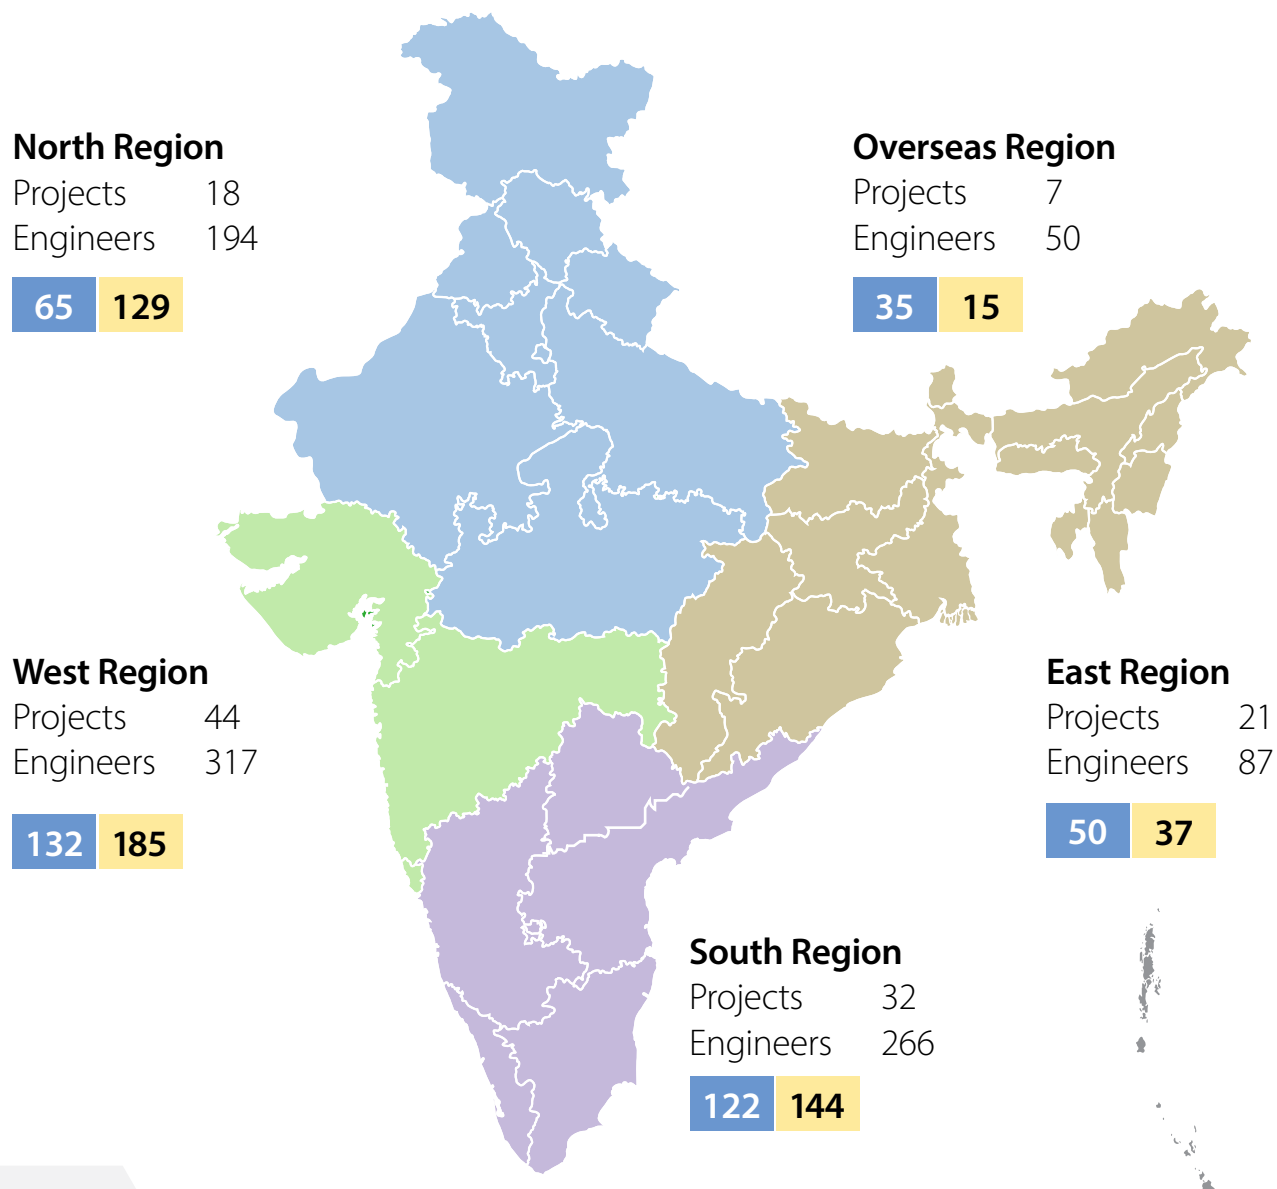 North Region
Projects 18
Engineers 194
65 129
Overseas Region
Projects 7
Engineers 50
35 15
West Region
Projects 44
Engineers 317
132 185
East Region
Projects 21
Engineers 87
50 37
South Region
Projects 32
Engineers 266
122 144